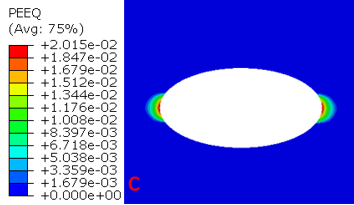 PEEQ
(Avg: 75%)
+2.015e-02
+1.847e-02
+1.679e-02
+1.512e-02
+1.344e-02
+1.176e-02
+1.008e-02
+8.397e-03
+6.718e-03
+5.038e-03
+3.359e-03
+1.679e-03
+0.000e+00
C